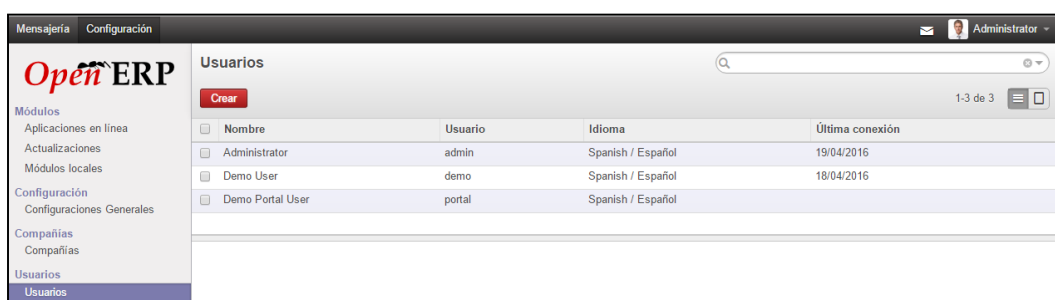 Mensajería Configuración Administrator
Open ERP
Módulos
Aplicaciones en línea
Actualizaciones
Módulos locales
Configuración
Configuraciones Generales
Compañías
Compañías
Usuarios
Usuarios
Usuarios
Crear 1-3 de 3
Nombre Usuario Idioma Última conexión
Administrator admin Spanish / Español 19/04/2016
Demo User demo Spanish / Español 18/04/2016
Demo Portal User portal Spanish / Español